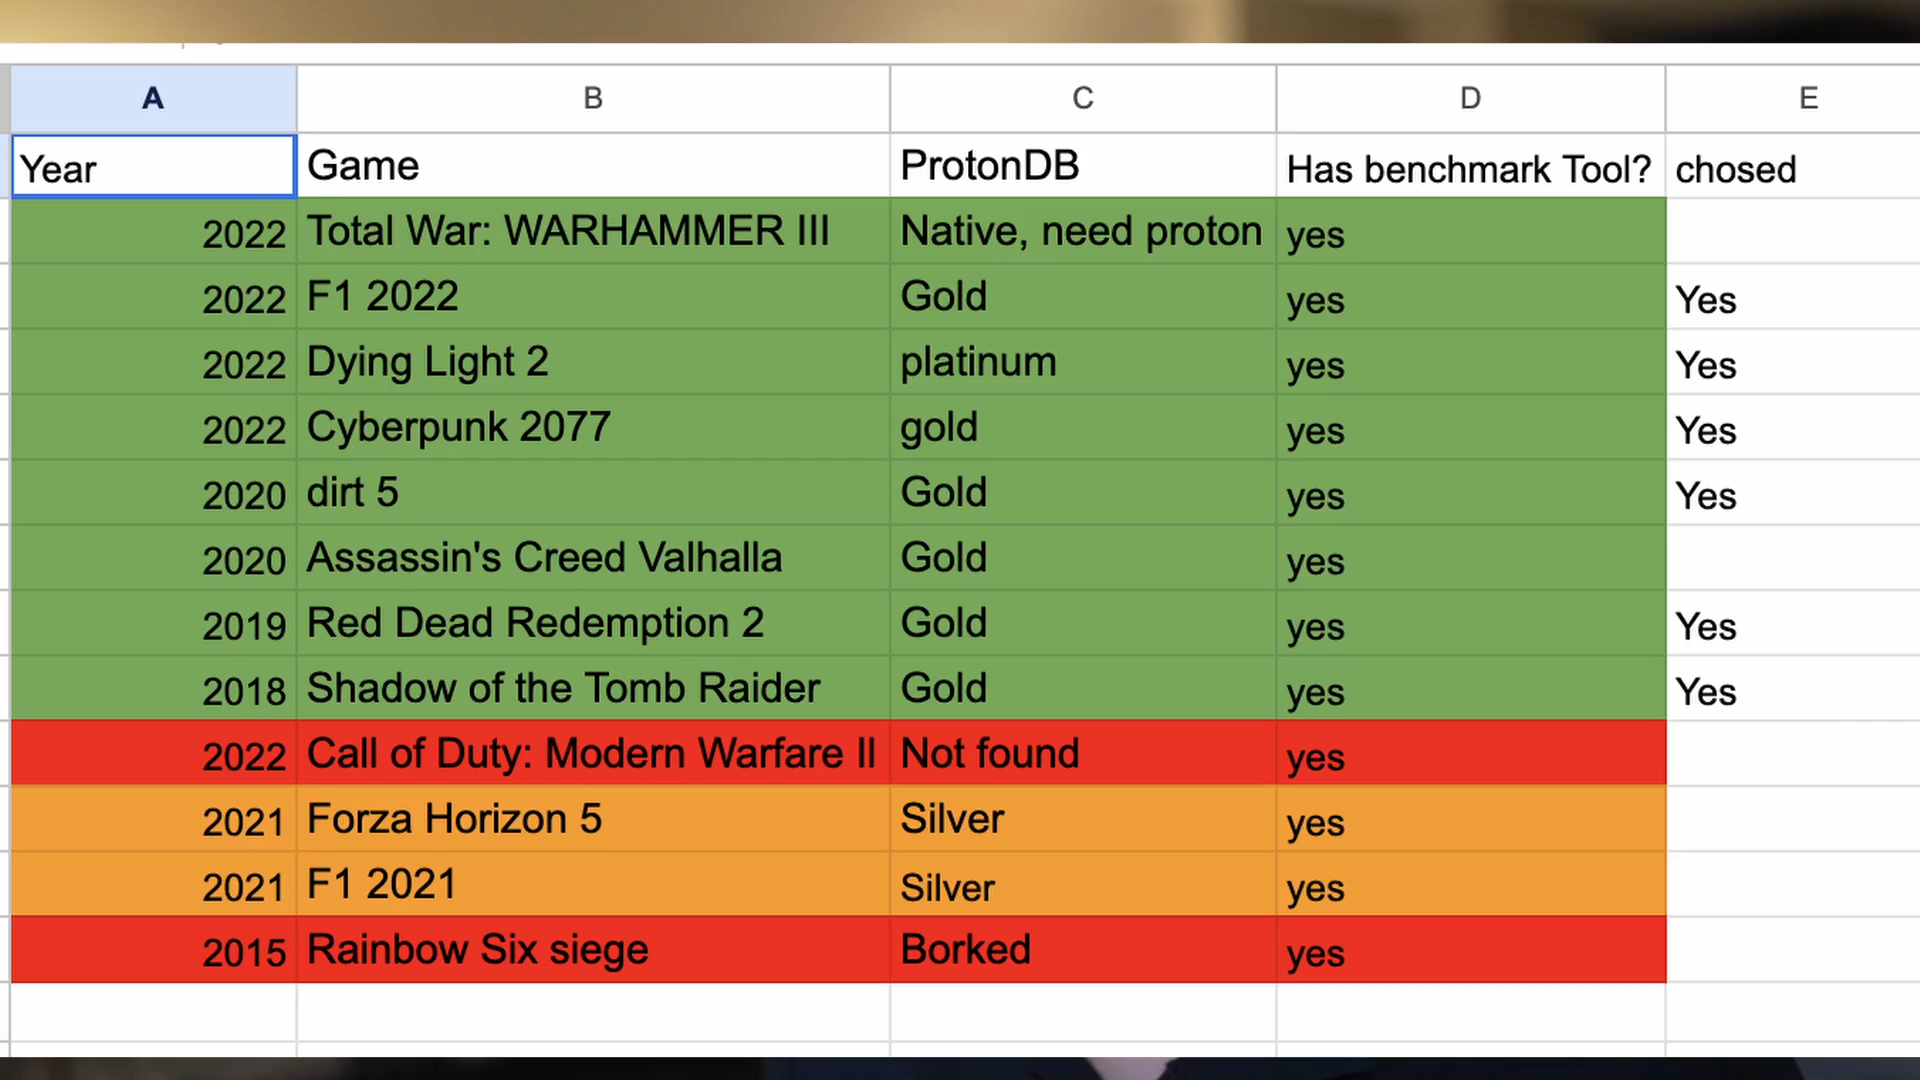 A B C D E
Year Game ProtonDB Has benchmark Tool? chosed
2022 Total War: WARHAMMER III Native, need proton yes
2022 F1 2022 Gold yes Yes
2022 Dying Light 2 platinum yes Yes
2022 Cyberpunk 2077 gold yes Yes
2020 dirt 5 Gold yes Yes
2020 Assassin's Creed Valhalla Gold yes
2019 Red Dead Redemption 2 Gold yes Yes
2018 Shadow of the Tomb Raider Gold yes Yes
2022 Call of Duty: Modern Warfare II Not found yes
2021 Forza Horizon 5 Silver yes
2021 F1 2021 Silver yes
2015 Rainbow Six siege Borked yes